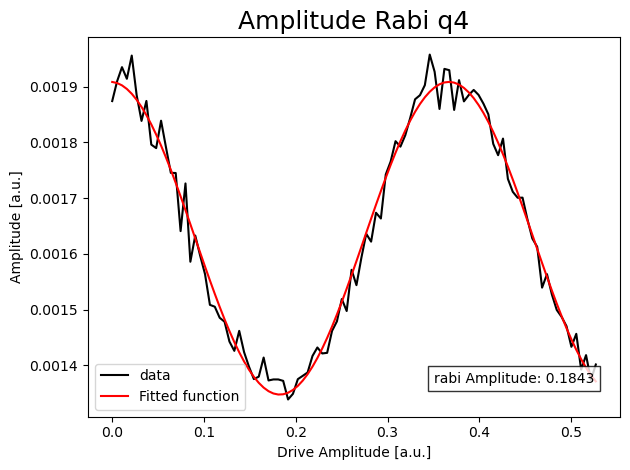 Amplitude Rabi q4
Amplitude [a.u.]
0.0019
0.0018
0.0017
0.0016
0.0015
0.0014
data
Fitted function
rabi Amplitude: 0.1843
0.0 0.1 0.2 0.3 0.4 0.5
Drive Amplitude [a.u.]